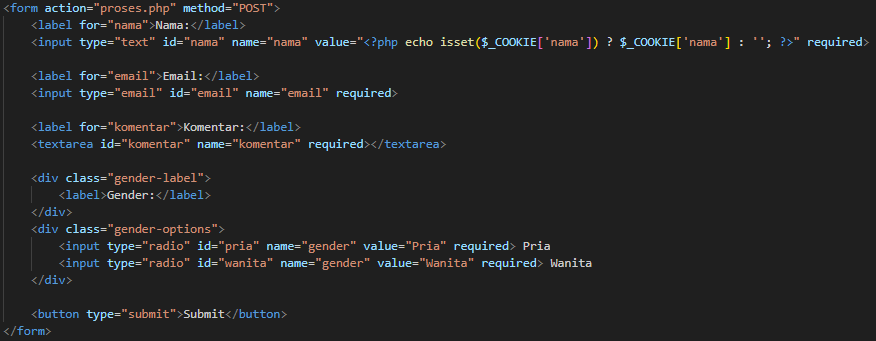 <form action="proses.php" method="POST">
    <label for="nama">Nama:</label>
    <input type="text" id="nama" name="nama" value="<?php echo isset($_COOKIE['nama']) ? $_COOKIE['nama'] : ''; ?>" required>

    <label for="email">Email:</label>
    <input type="email" id="email" name="email" required>

    <label for="komentar">Komentar:</label>
    <textarea id="komentar" name="komentar" required></textarea>

    <div class="gender-label">
        <label>Gender:</label>
    </div>
    <div class="gender-options">
        <input type="radio" id="pria" name="gender" value="Pria" required> Pria
        <input type="radio" id="wanita" name="gender" value="Wanita" required> Wanita
    </div>

    <button type="submit">Submit</button>
</form>